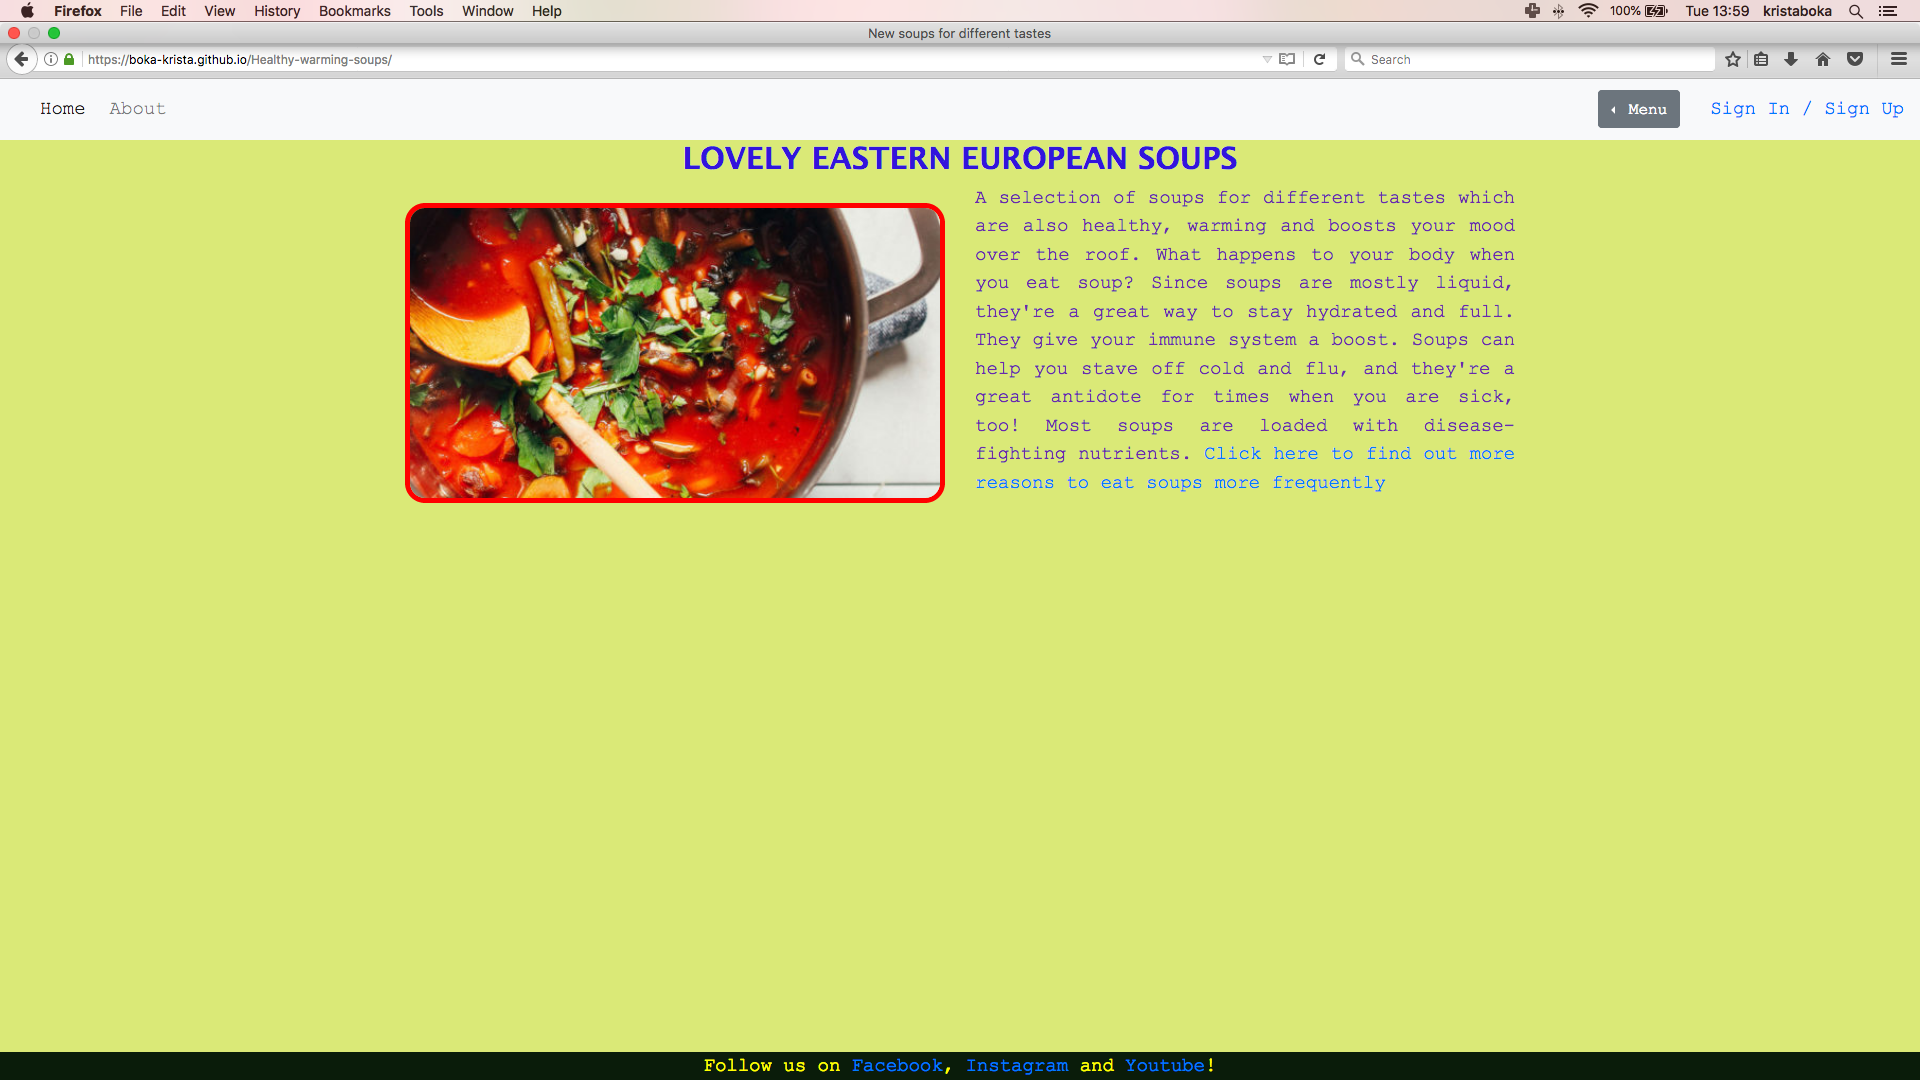 Firefox File Edit View History Bookmarks Tools Window Help 100% Tue 13:59 kristaboka
New soups for different tastes
https://boka-krista.github.io/Healthy-warming-soups/ Search
Home About Menu Sign In / Sign Up
LOVELY EASTERN EUROPEAN SOUPS
A selection of soups for different tastes which
are also healthy, warming and boosts your mood
over the roof. What happens to your body when
you eat soup? Since soups are mostly liquid,
they're a great way to stay hydrated and full.
They give your immune system a boost. Soups can
help you stave off cold and flu, and they're a
great antidote for times when you are sick,
too! Most soups are loaded with disease-
fighting nutrients. Click here to find out more
reasons to eat soups more frequently
Follow us on Facebook, Instagram and Youtube!